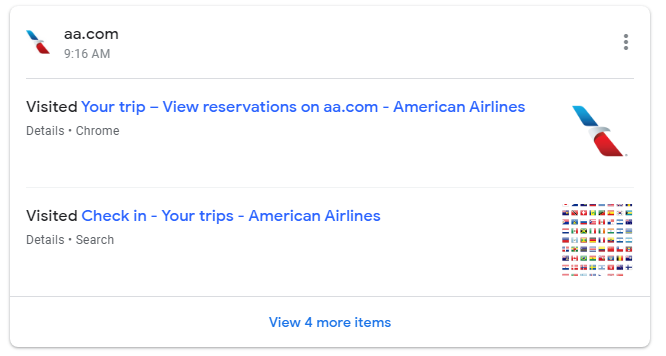 aa.com
9:16 AM
Visited Your trip – View reservations on aa.com - American Airlines
Details • Chrome
Visited Check in - Your trips - American Airlines
Details • Search
View 4 more items